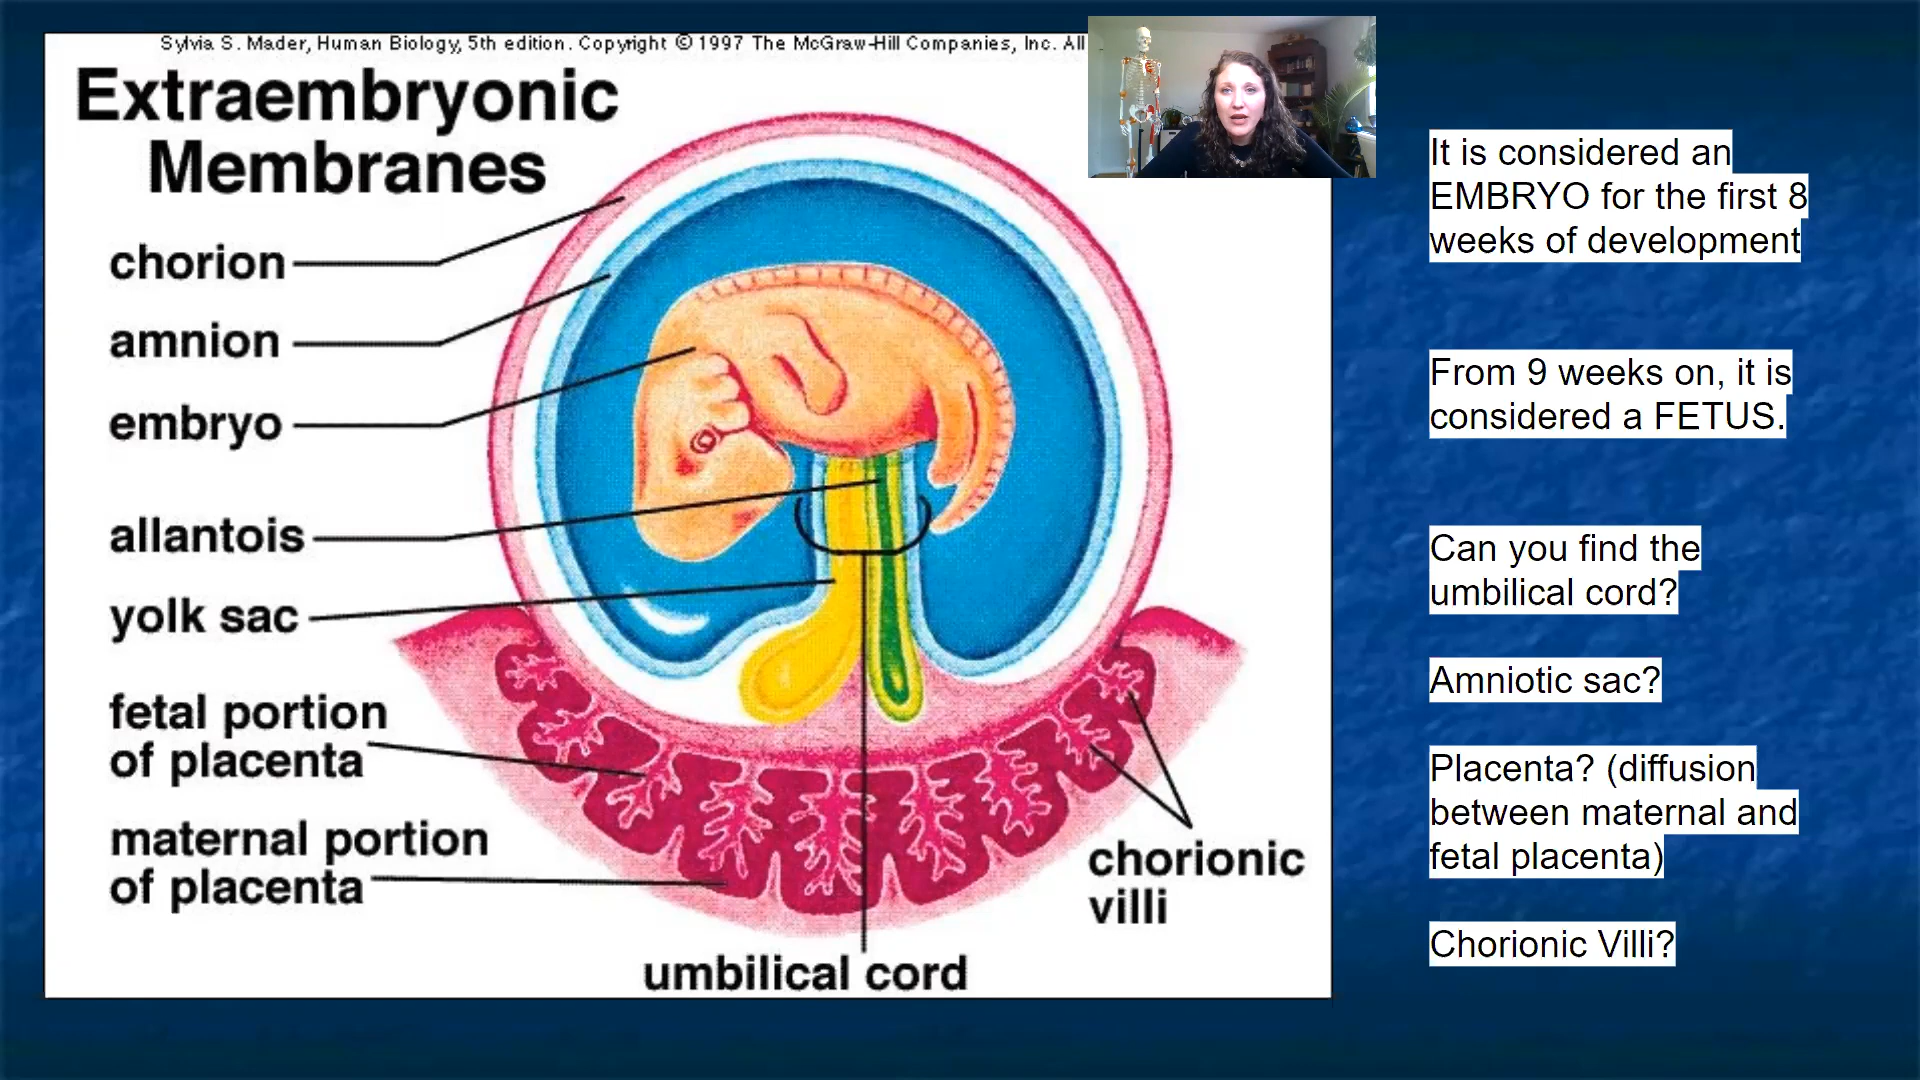 Sylvia S. Mader, Human Biology, 5th edition. Copyright © 1997 The McGraw-Hill Companies, Inc. All
Extraembryonic
Membranes
chorion
amnion
embryo
allantois
yolk sac
fetal portion
of placenta
maternal portion
of placenta
umbilical cord
chorionic
villi
It is considered an
EMBRYO for the first 8
weeks of development
From 9 weeks on, it is
considered a FETUS.
Can you find the
umbilical cord?
Amniotic sac?
Placenta? (diffusion
between maternal and
fetal placenta)
Chorionic Villi?